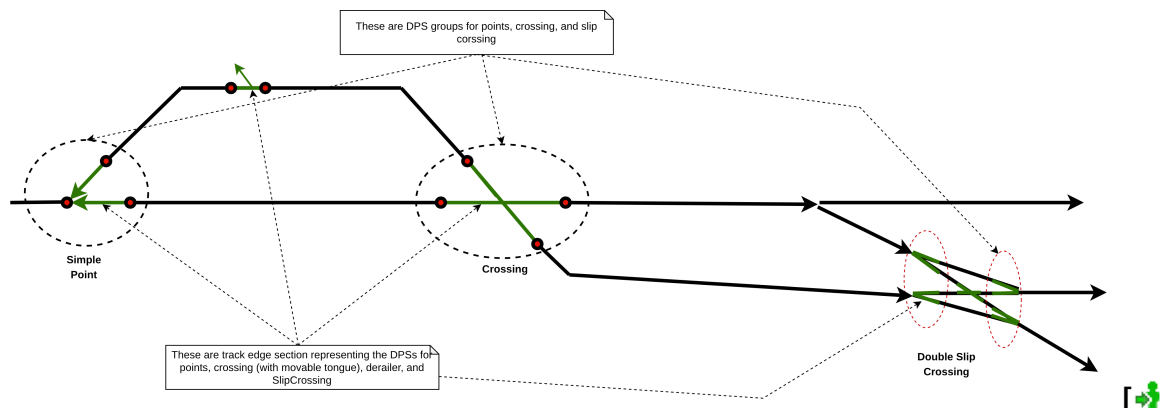 These are DPS groups for points, crossing, and slip
corssing
Simple
Point
Crossing
These are track edge section representing the DPSs for
points, crossing (with movable tongue), derailer, and
SlipCrossing
Double Slip
Crossing